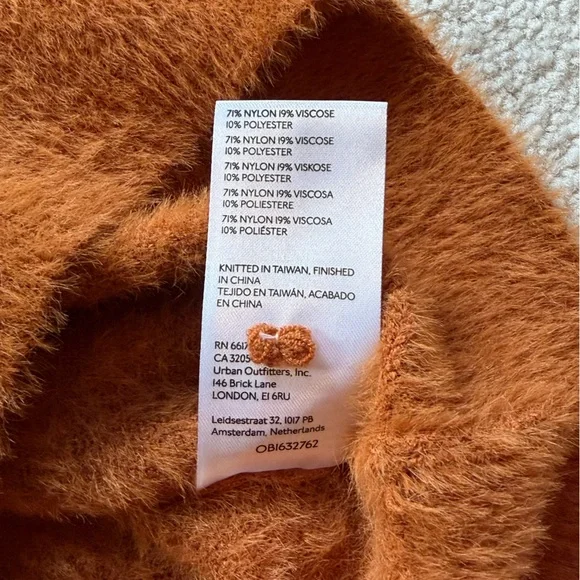 71% NYLON 19% VISCOSE
10% POLYESTER
71% NYLON 19% VISCOSE
10% POLYESTER
71% NYLON 19% VISKOSE
10% POLYESTER
71% NYLON 19% VISCOSA
10% POLIESTERE
71% NYLON 19% VISCOSA
10% POLIÉSTER
KNITTED IN TAIWAN, FINISHED
IN CHINA
TEJIDO EN TAIWÁN, ACABADO
EN CHINA
RN
CA
Urban Outfitters, Inc.
146 Brick Lane
LONDON, E1 6RU
Leidsestraat 32, 1017 PB
Amsterdam, Netherlands
OB1632762